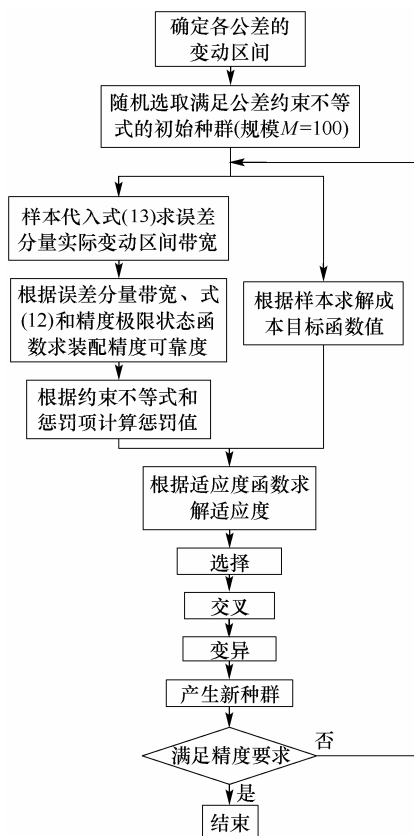 确定各公差的
变动区间
随机选取满足公差约束不等
式的初始种群(规模M=100)
样本代入式(13)求误差
分量实际变动区间带宽
根据误差分量带宽、式
(12)和精度极限状态函
数求装配精度可靠度
根据约束不等式和
惩罚项计算惩罚值
根据样本求解成
本目标函数值
根据适应度函数求
解适应度
选择
交叉
变异
产生新种群
满足精度要求
否
是
结束